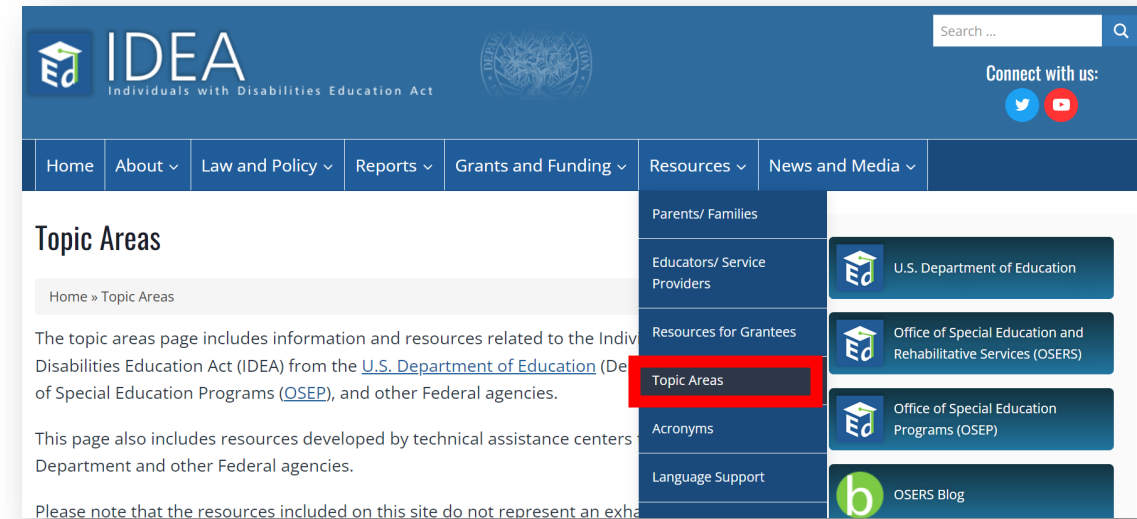 Search ...
IDEA
Individuals with Disabilities Education Act
Connect with us:
Home About Law and Policy Reports Grants and Funding Resources News and Media
Topic Areas
Home » Topic Areas
The topic areas page includes information and resources related to the
Disabilities Education Act (IDEA) from the U.S. Department of Education
of Special Education Programs (OSEP), and other Federal agencies.
This page also includes resources developed by technical assistance centers
Department and other Federal agencies.
Please note that the resources included on this site do not represent an
Parents/ Families
Educators/ Service
Providers
Resources for Grantees
Topic Areas
Acronyms
Language Support
Ed
U.S. Department of Education
Ed
Office of Special Education and
Rehabilitative Services (OSERS)
Ed
Office of Special Education
Programs (OSEP)
b
OSERS Blog